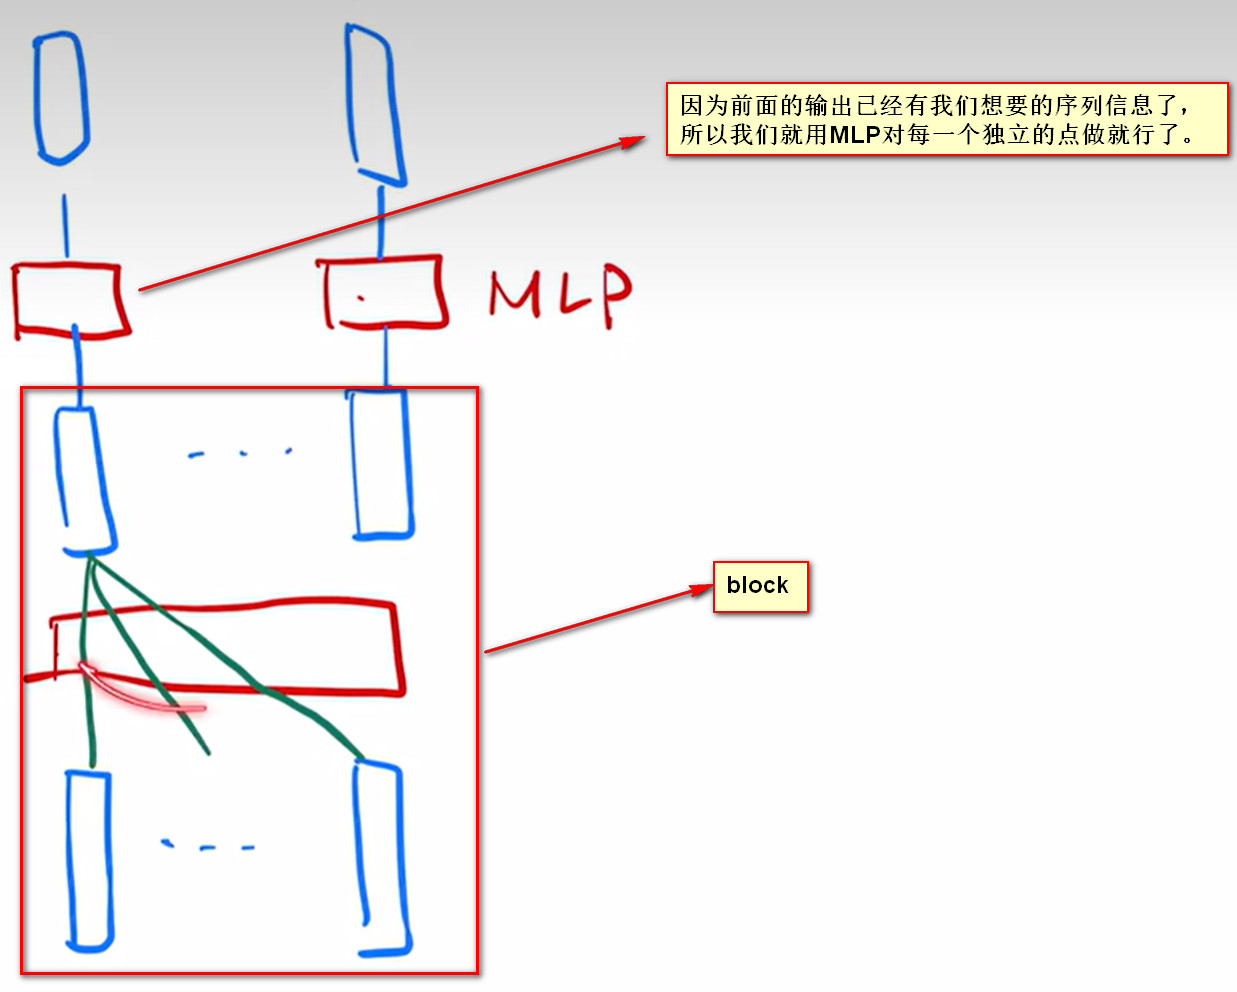 因为前面的输出已经有我们想要的序列信息了，
所以我们就用MLP对每一个独立的点做就行了。
MLP
block